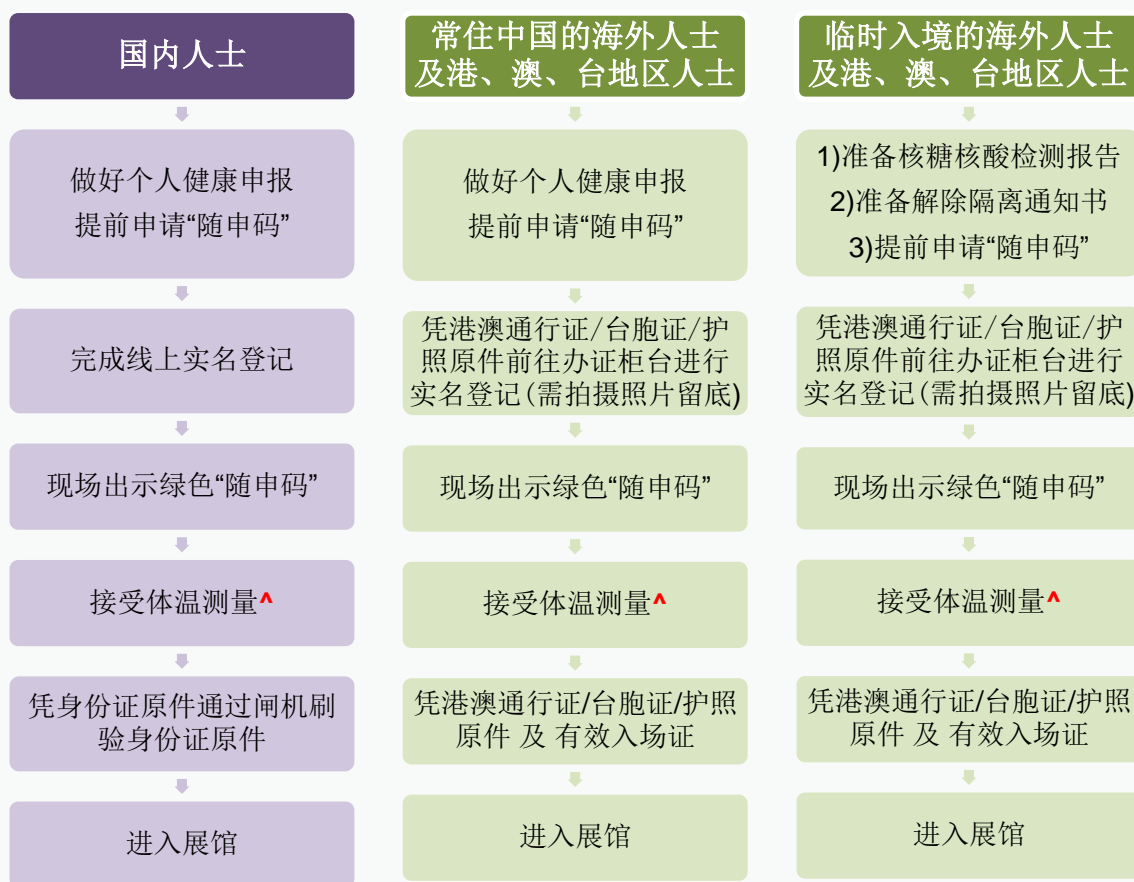 国内人士
做好个人健康申报
提前申请“随申码”
完成线上实名登记
现场出示绿色“随申码”
接受体温测量^
凭身份证原件通过闸机刷
验身份证原件
进入展馆
常住中国的海外人士
及港、澳、台地区人士
做好个人健康申报
提前申请“随申码”
凭港澳通行证/台胞证/护
照原件前往办证柜台进行
实名登记(需拍摄照片留底)
现场出示绿色“随申码”
接受体温测量^
凭港澳通行证/台胞证/护照
原件 及 有效入场证
进入展馆
临时入境的海外人士
及港、澳、台地区人士
1)准备核糖核酸检测报告
2)准备解除隔离通知书
3)提前申请“随申码”
凭港澳通行证/台胞证/护
照原件前往办证柜台进行
实名登记(需拍摄照片留底)
现场出示绿色“随申码”
接受体温测量^
凭港澳通行证/台胞证/护照
原件 及 有效入场证
进入展馆